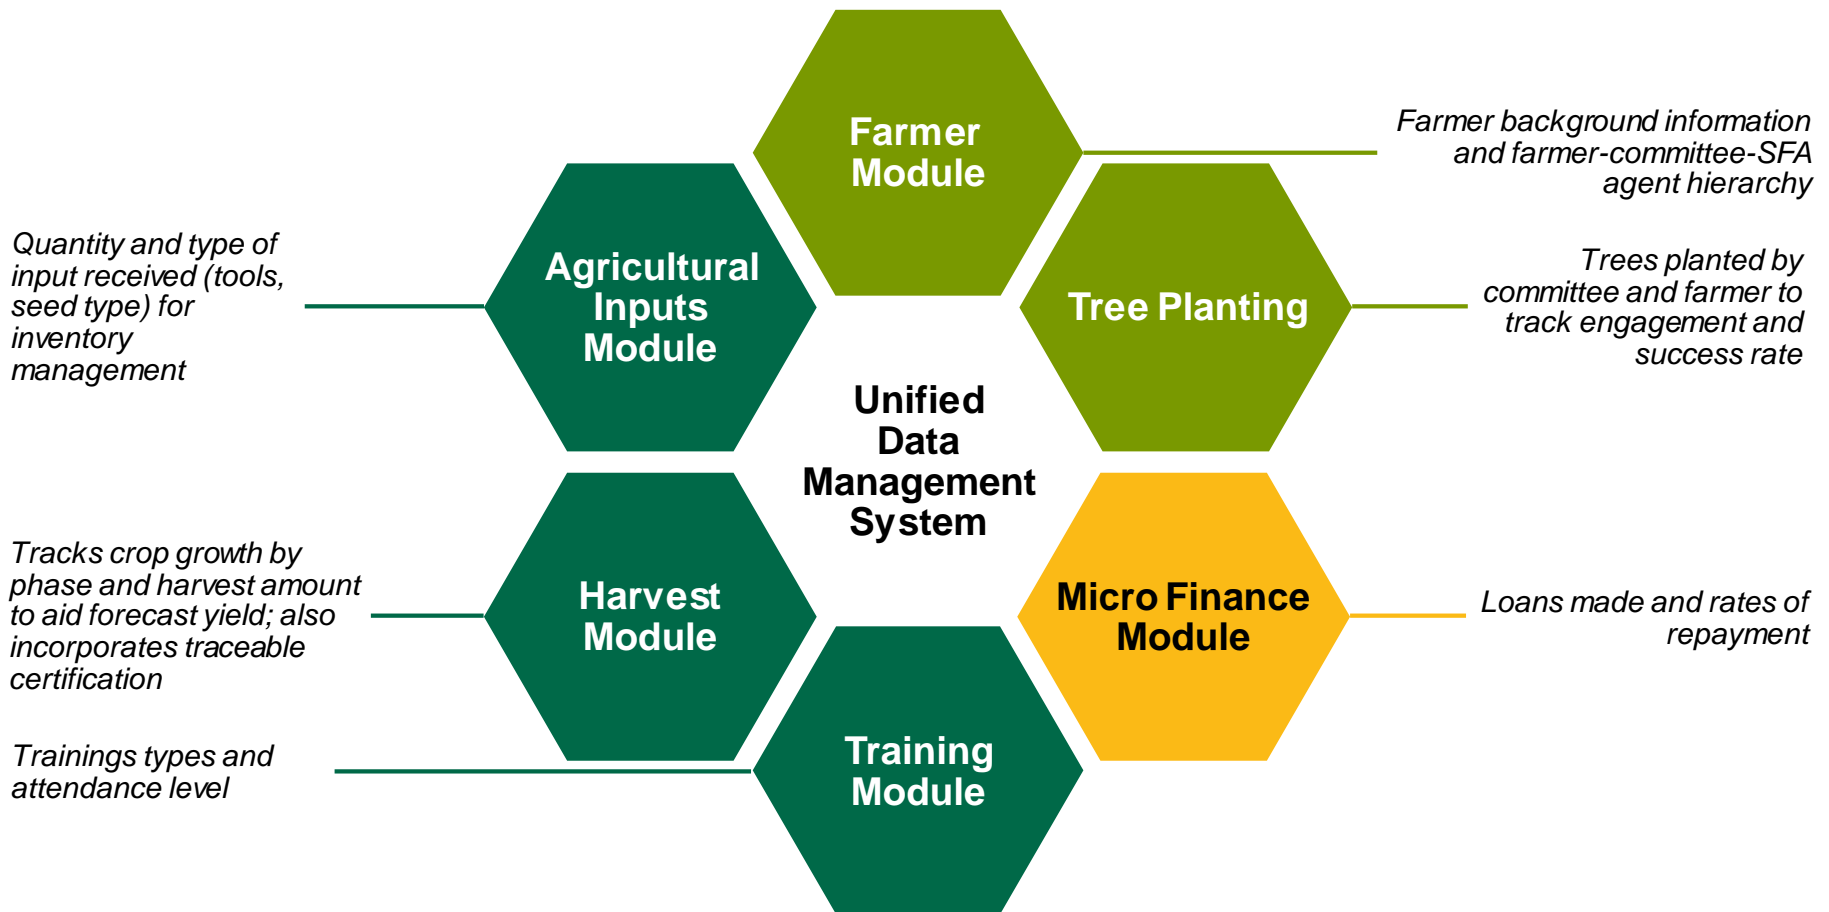 Farmer
Module
Farmer background information
and farmer-committee-SFA
agent hierarchy
Agricultural
Inputs
Module
Quantity and type of
input received (tools,
seed type) for
inventory
management
Tree Planting
Trees planted by
committee and farmer to
track engagement and
success rate
Unified
Data
Management
System
Harvest
Module
Tracks crop growth by
phase and harvest amount
to aid forecast yield; also
incorporates traceable
certification
Micro Finance
Module
Loans made and rates of
repayment
Training
Module
Trainings types and
attendance level